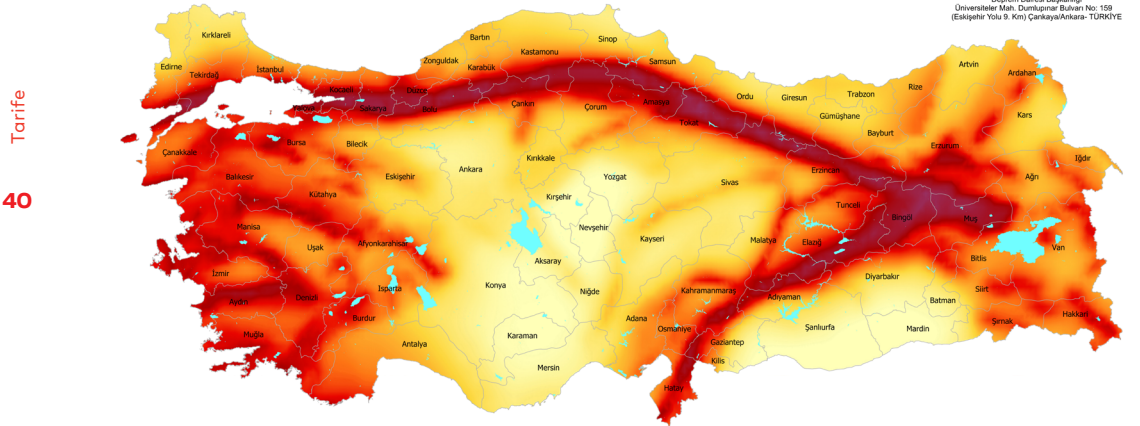 Deprem Dairesi Başkanlığı
Üniversiteler Mah. Dumlupınar Bulvarı No: 159
(Eskişehir Yolu 9. Km) Çankaya/Ankara- TÜRKİYE
Tarife
40
Kırklareli
Edirne
Tekirdağ
İstanbul
Kocaeli
Yalova
Sakarya
Düzce
Bolu
Zonguldak
Bartın
Karabük
Kastamonu
Sinop
Samsun
Çankırı
Çorum
Amasya
Tokat
Ordu
Giresun
Trabzon
Gümüşhane
Rize
Bayburt
Artvin
Ardahan
Kars
Iğdır
Erzurum
Ağrı
Erzincan
Çanakkale
Balıkesir
Bursa
Bilecik
Kütahya
Eskişehir
Ankara
Kırıkkale
Yozgat
Kırşehir
Sivas
Nevşehir
Kayseri
Malatya
Tunceli
Elazığ
Bingöl
Muş
Bitlis
Van
Manisa
Uşak
Afyonkarahisar
İzmir
Aydın
Denizli
Isparta
Burdur
Muğla
Antalya
Konya
Aksaray
Niğde
Karaman
Mersin
Adana
Osmaniye
Kahramanmaraş
Adıyaman
Gaziantep
Kilis
Hatay
Şanlıurfa
Diyarbakır
Mardin
Batman
Siirt
Şırnak
Hakkari